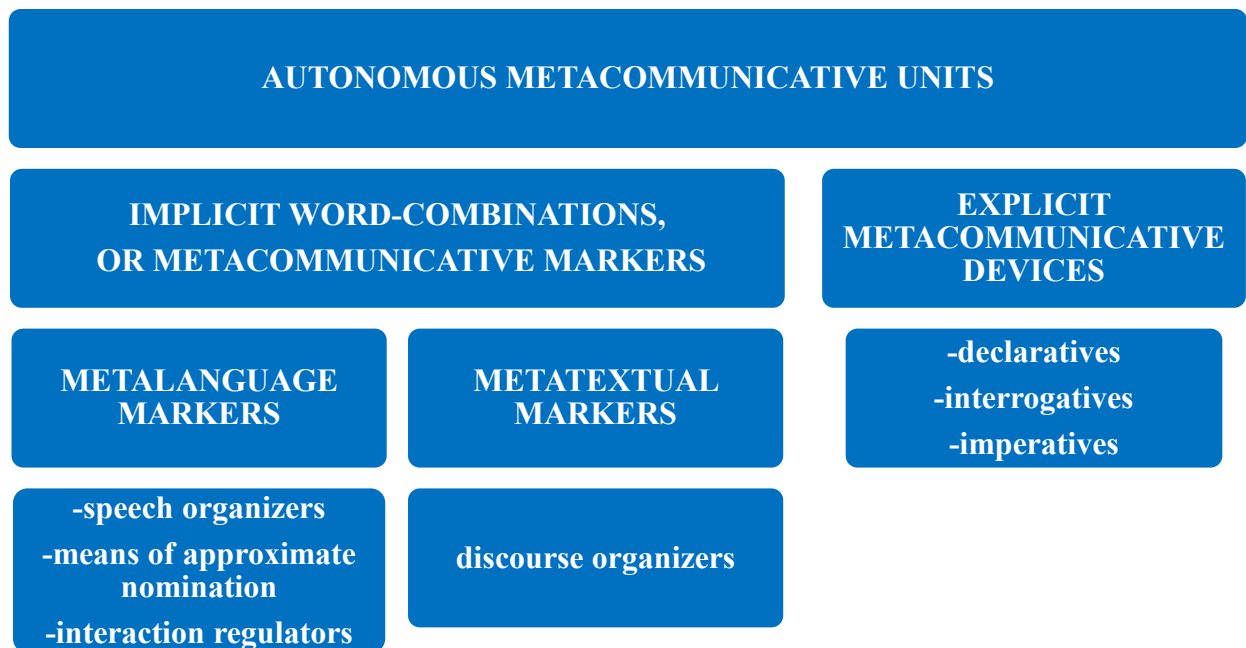 AUTONOMOUS METACOMMUNICATIVE UNITS
IMPLICIT WORD-COMBINATIONS,
OR METACOMMUNICATIVE MARKERS
EXPLICIT
METACOMMUNICATIVE
DEVICES
METALANGUAGE
MARKERS
METATEXTUAL
MARKERS
-declaratives
-interrogatives
-imperatives
-speech organizers
-means of approximate
nomination
-interaction regulators
discourse organizers